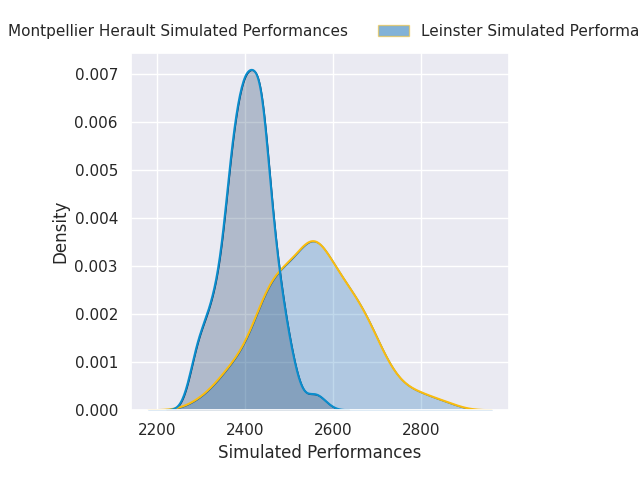 Montpellier Herault Simulated Performances
Leinster Simulated Performa
0.007
0.006
0.005
0.004
0.003
0.002
0.001
0.000
Density
2200 2400 2600 2800
Simulated Performances